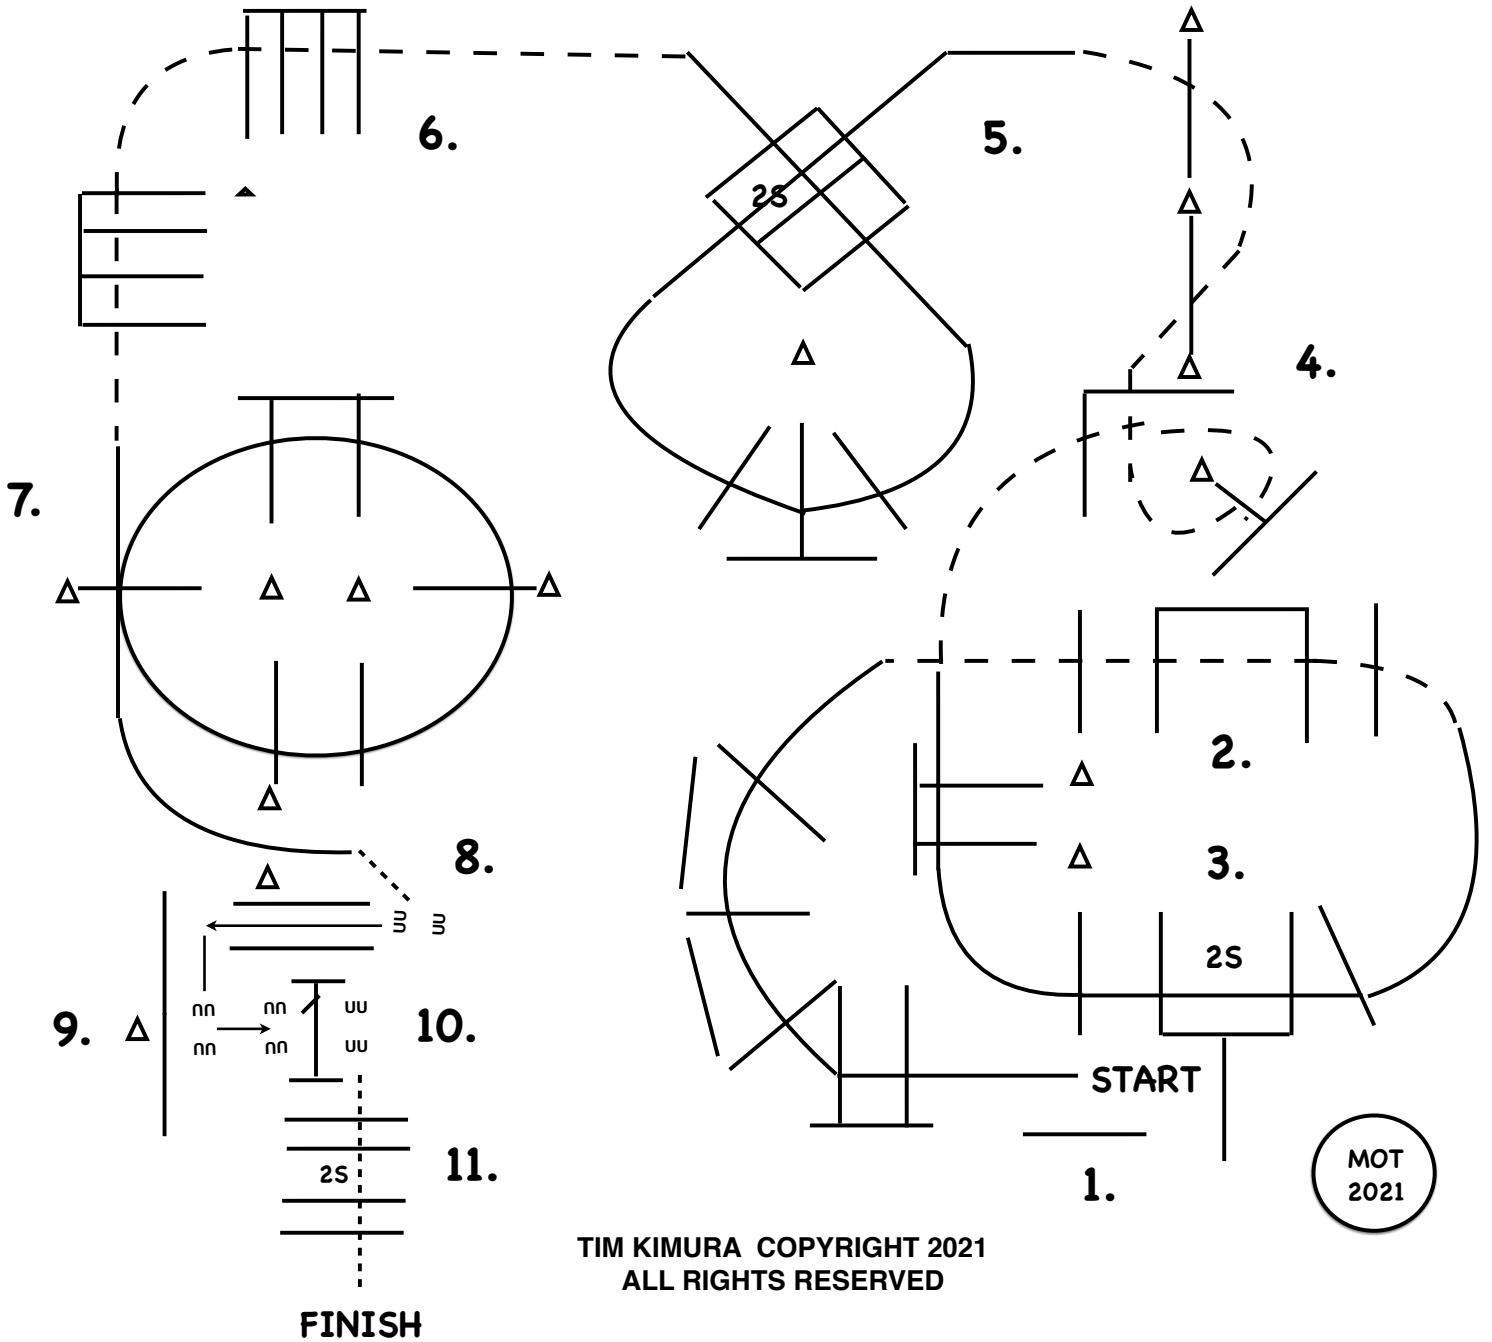 6.
5.
2S
4.
7.
2.
3.
2S
8.
9.
10.
START
11.
2S
1.
MOT
2021
TIM KIMURA COPYRIGHT 2021
ALL RIGHTS RESERVED
FINISH